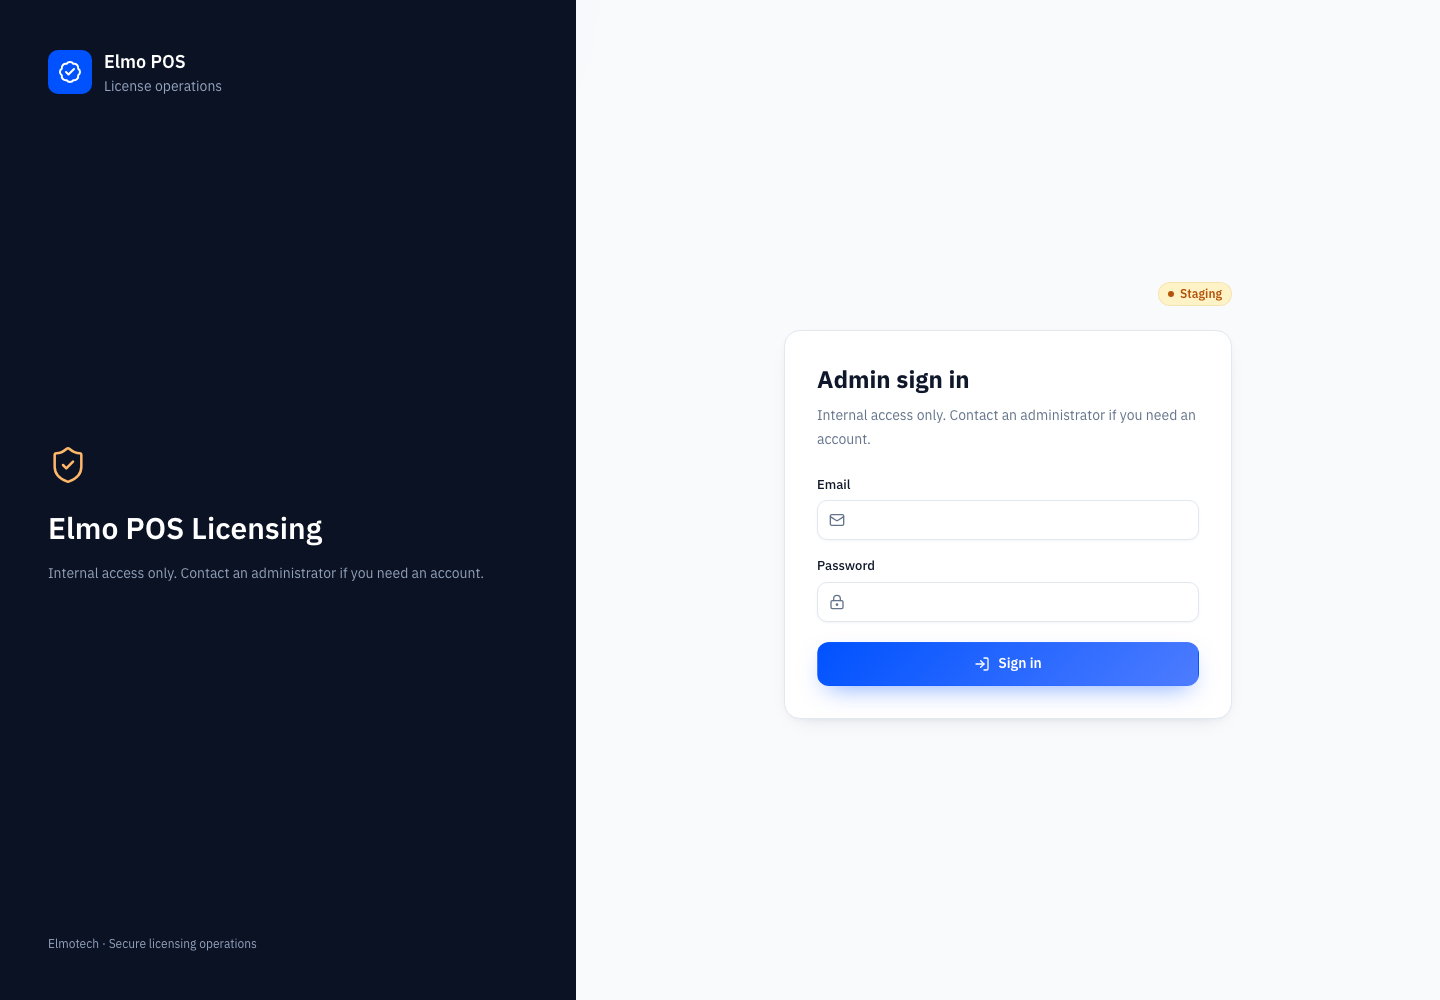 Elmo POS
License operations
Elmo POS Licensing
Internal access only. Contact an administrator if you need an account.
Elmotech · Secure licensing operations
Staging
Admin sign in
Internal access only. Contact an administrator if you need an
account.
Email
Password
Sign in